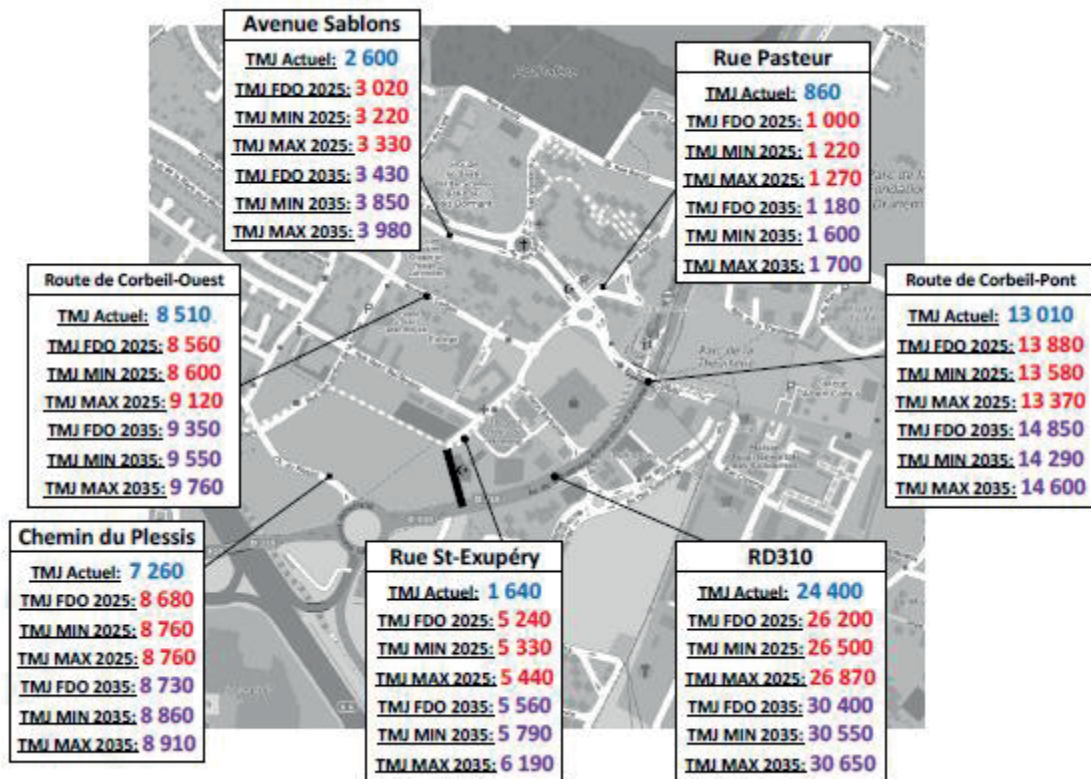 Avenue Sablons
TMJ Actuel: 2 600
TMJ FDO 2025: 3 020
TMJ MIN 2025: 3 220
TMJ MAX 2025: 3 330
TMJ FDO 2035: 3 430
TMJ MIN 2035: 3 850
TMJ MAX 2035: 3 980
Rue Pasteur
TMJ Actuel: 860
TMJ FDO 2025: 1 000
TMJ MIN 2025: 1 220
TMJ MAX 2025: 1 270
TMJ FDO 2035: 1 180
TMJ MIN 2035: 1 600
TMJ MAX 2035: 1 700
Route de Corbeil-Ouest
TMJ Actuel: 8 510
TMJ FDO 2025: 8 560
TMJ MIN 2025: 8 600
TMJ MAX 2025: 9 120
TMJ FDO 2035: 9 350
TMJ MIN 2035: 9 550
TMJ MAX 2035: 9 760
Route de Corbeil-Pont
TMJ Actuel: 13 010
TMJ FDO 2025: 13 880
TMJ MIN 2025: 13 580
TMJ MAX 2025: 13 370
TMJ FDO 2035: 14 850
TMJ MIN 2035: 14 290
TMJ MAX 2035: 14 600
Chemin du Plessis
TMJ Actuel: 7 260
TMJ FDO 2025: 8 680
TMJ MIN 2025: 8 760
TMJ MAX 2025: 8 760
TMJ FDO 2035: 8 730
TMJ MIN 2035: 8 860
TMJ MAX 2035: 8 910
Rue St-Exupéry
TMJ Actuel: 1 640
TMJ FDO 2025: 5 240
TMJ MIN 2025: 5 330
TMJ MAX 2025: 5 440
TMJ FDO 2035: 5 560
TMJ MIN 2035: 5 790
TMJ MAX 2035: 6 190
RD310
TMJ Actuel: 24 400
TMJ FDO 2025: 26 200
TMJ MIN 2025: 26 500
TMJ MAX 2025: 26 870
TMJ FDO 2035: 30 400
TMJ MIN 2035: 30 550
TMJ MAX 2035: 30 650
Parc de la